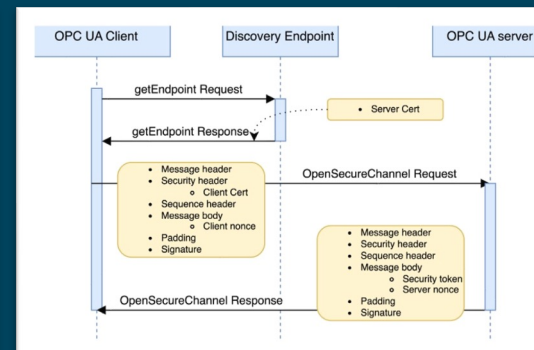 OPC UA Client
Discovery Endpoint
OPC UA server
getEndpoint Request
• Server Cert
getEndpoint Response
• Message header
• Security header
o Client Cert
• Sequence header
• Message body
o Client nonce
• Padding
• Signature
OpenSecureChannel Request
• Message header
• Security header
• Sequence header
• Message body
o Security token
o Server nonce
• Padding
• Signature
OpenSecureChannel Response